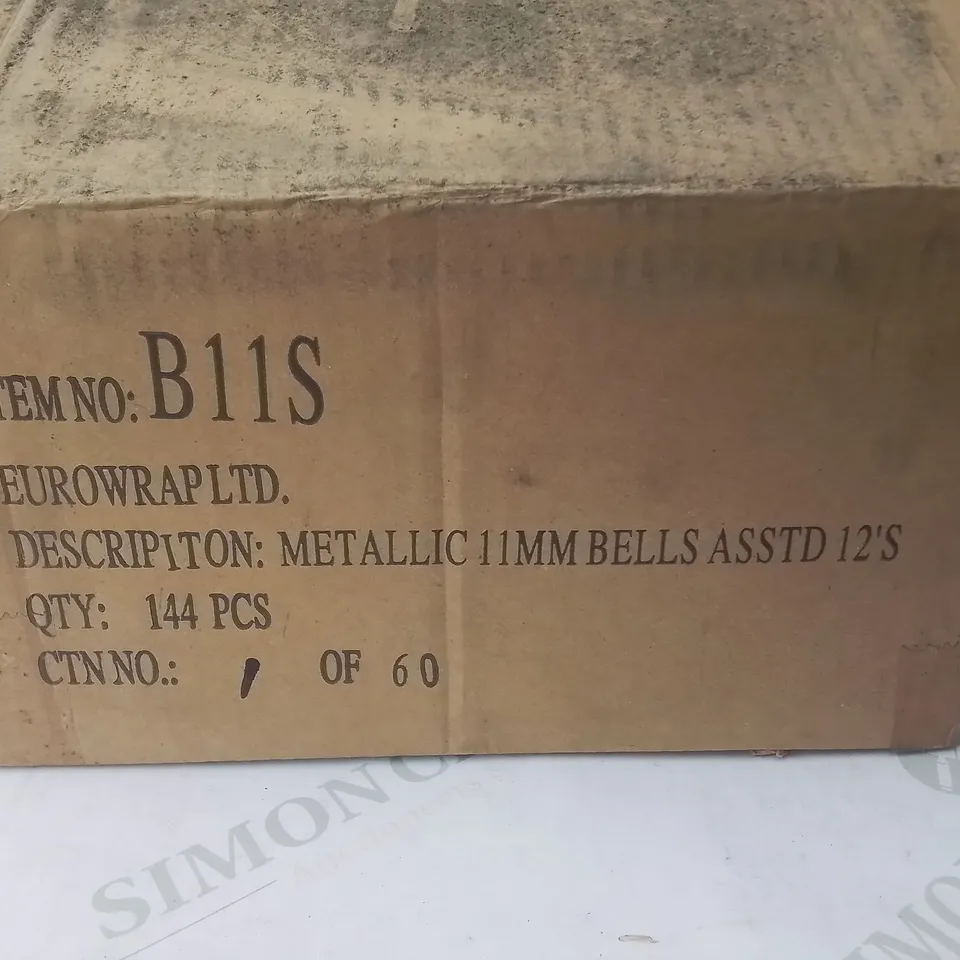 TEM NO: B11S
EUROWRAP LTD.
DESCRIPITON: METALLIC 11MM BELLS ASSTD 12'S
QTY: 144 PCS
CTN NO.: 1 OF 60
SIMON